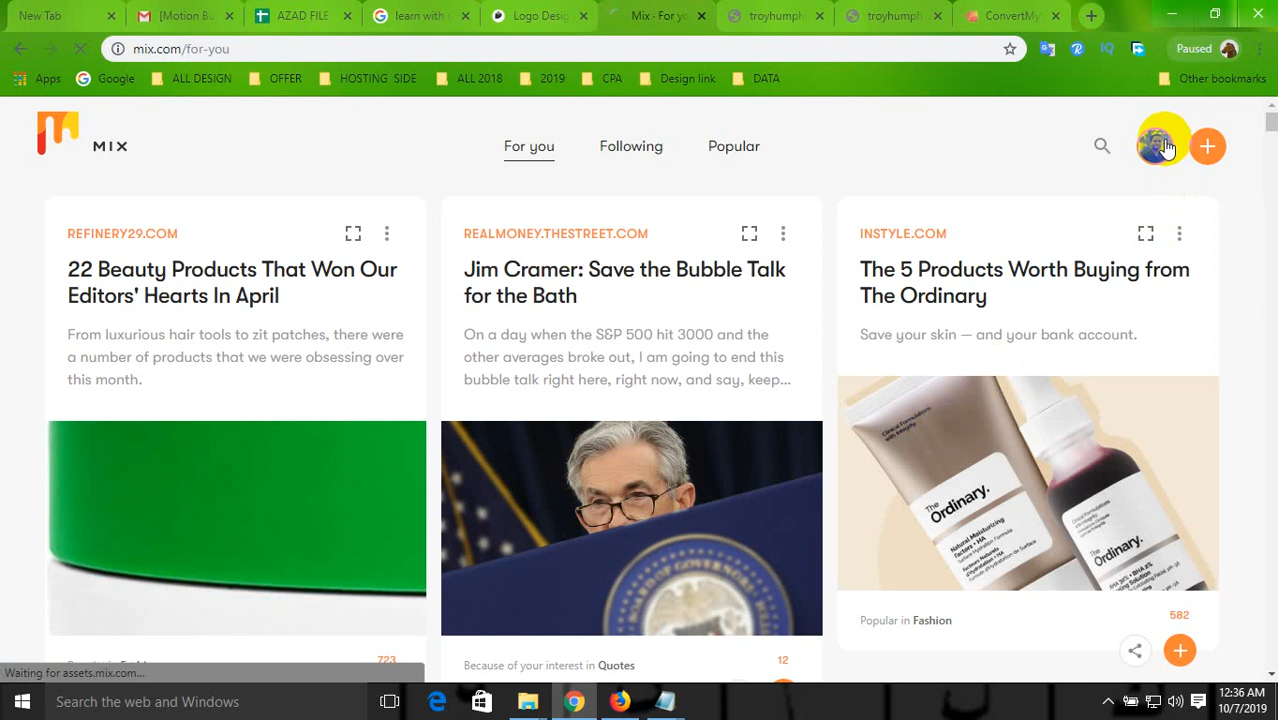 New Tab
[Motion Bu
AZAD FILE
learn with u
Logo Desig
Mix - For yo
troyhumph
troyhumph
ConvertMy
mix.com/for-you
Paused
Apps
Google
ALL DESIGN
OFFER
HOSTING SIDE
ALL 2018
2019
CPA
Design link
DATA
Other bookmarks
MIX
For you
Following
Popular
REFINERY29.COM
22 Beauty Products That Won Our
Editors' Hearts In April
From luxurious hair tools to zit patches, there were
a number of products that we were obsessing over
this month.
723
REALMONEY.THESTREET.COM
Jim Cramer: Save the Bubble Talk
for the Bath
On a day when the S&P 500 hit 3000 and the
other averages broke out, I am going to end this
bubble talk right here, right now, and say, keep...
Because of your interest in Quotes
12
INSTYLE.COM
The 5 Products Worth Buying from
The Ordinary
Save your skin — and your bank account.
The
Ordinary.
Natural Moisturizing
Factors + HA
The
Ordinary.
Popular in Fashion
582
Waiting for assets.mix.com...
Search the web and Windows
12:36 AM
10/7/2019